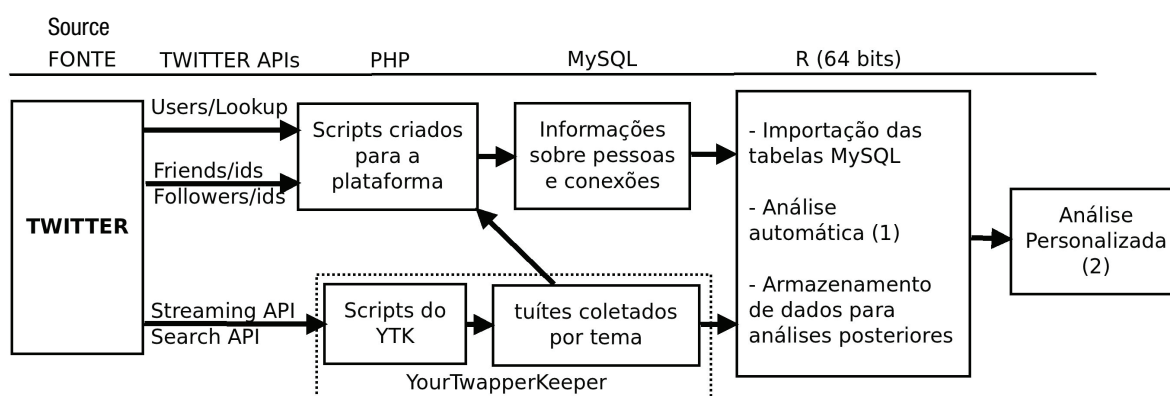 Source
FONTE
TWITTER APIs
PHP
MySQL
R (64 bits)
TWITTER
Users/Lookup
Friends/ids
Followers/ids
Streaming API
Search API
Scripts criados
para a
plataforma
Informações
sobre pessoas
e conexões
Scripts do
YTK
tuítes coletados
por tema
YourTwapperKeeper
- Importação das
tabelas MySQL
- Análise
automática (1)
- Armazenamento
de dados para
análises posteriores
Análise
Personalizada
(2)